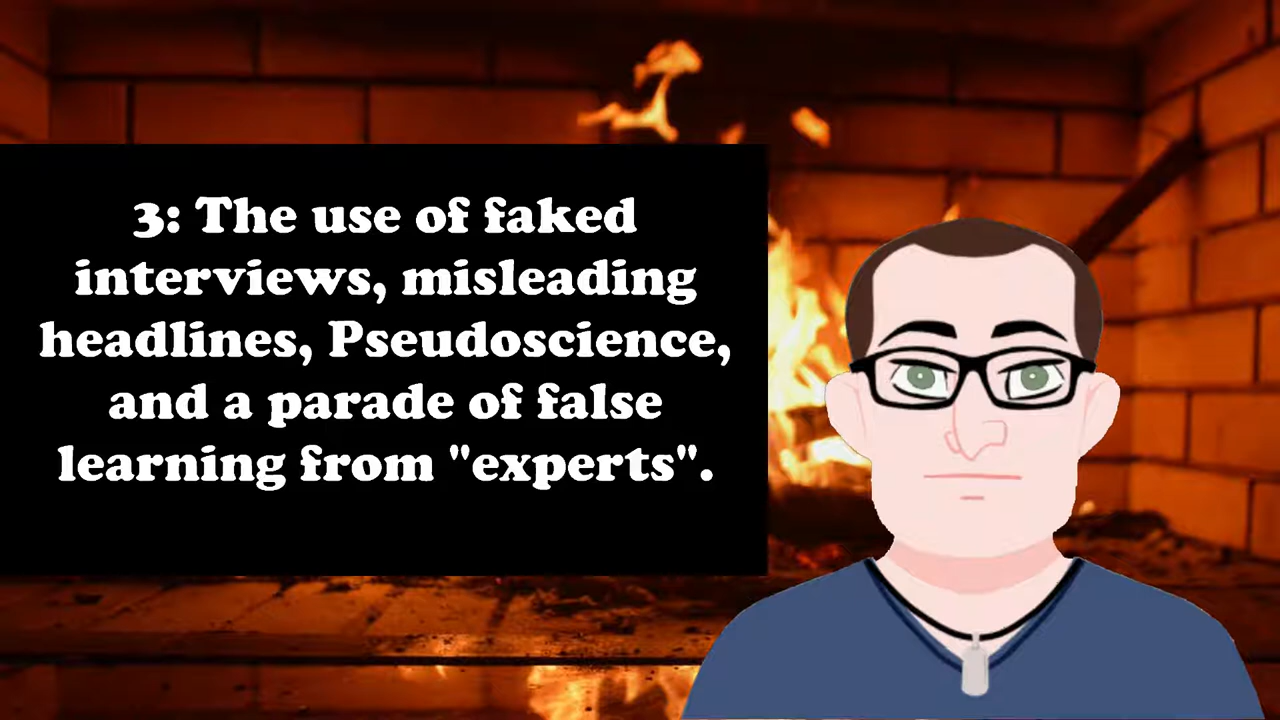 3: The use of faked
interviews, misleading
headlines, Pseudoscience,
and a parade of false
learning from "experts".